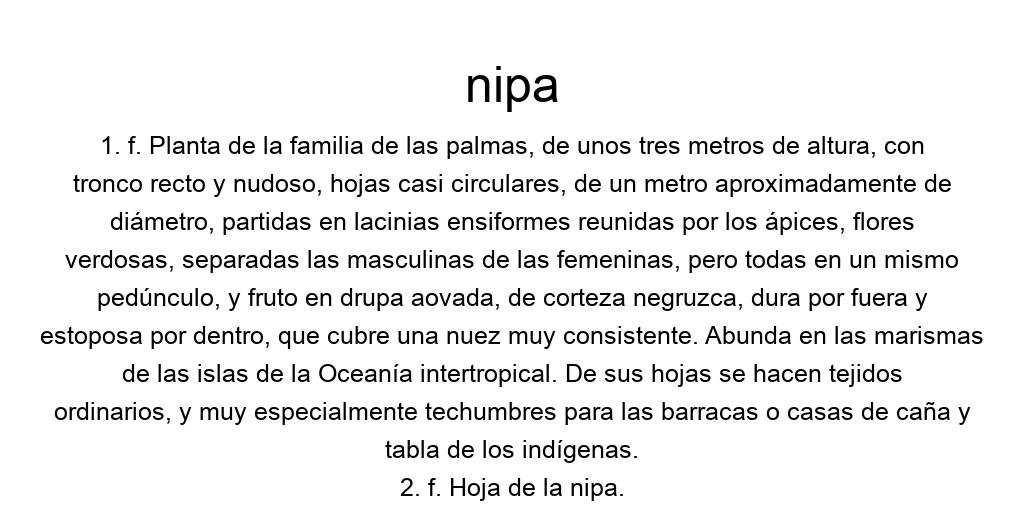 nipa
1. f. Planta de la familia de las palmas, de unos tres metros de altura, con
tronco recto y nudoso, hojas casi circulares, de un metro aproximadamente de
diámetro, partidas en lacinias ensiformes reunidas por los ápices, flores
verdosas, separadas las masculinas de las femeninas, pero todas en un mismo
pedúnculo, y fruto en drupa aovada, de corteza negruzca, dura por fuera y
estoposa por dentro, que cubre una nuez muy consistente. Abunda en las marismas
de las islas de la Oceanía intertropical. De sus hojas se hacen tejidos
ordinarios, y muy especialmente techumbres para las barracas o casas de caña y
tabla de los indígenas.
2. f. Hoja de la nipa.